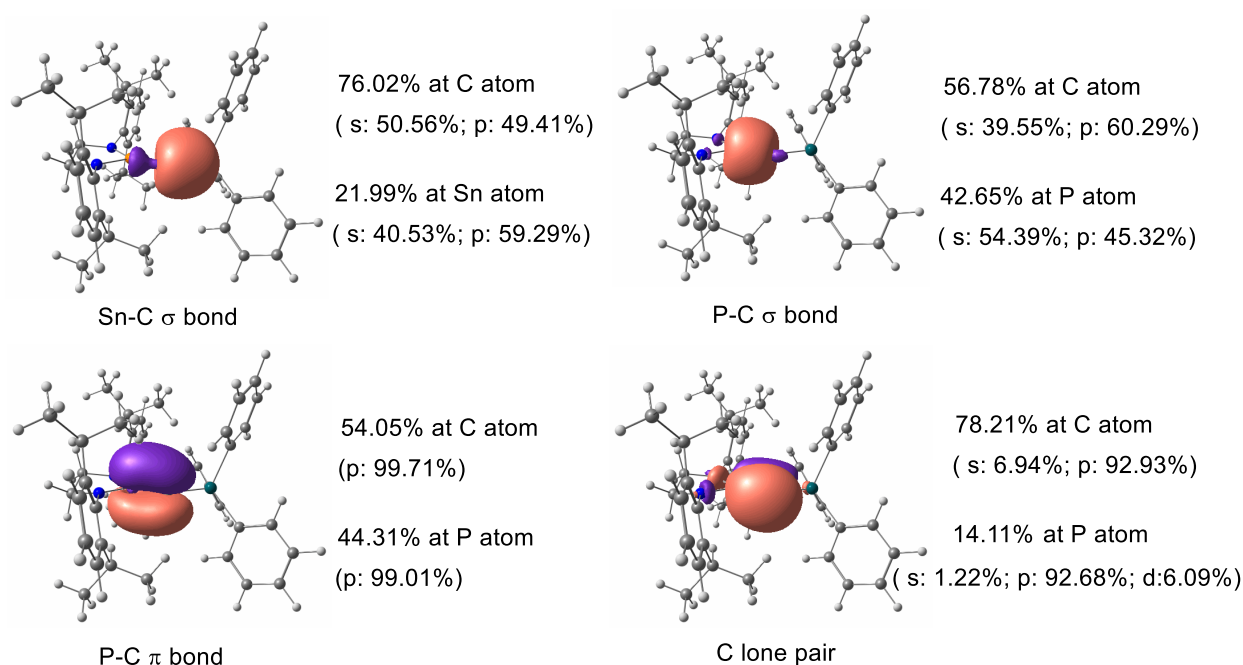 76.02% at C atom
( s: 50.56%; p: 49.41%)
21.99% at Sn atom
( s: 40.53%; p: 59.29%)
Sn-C σ bond
56.78% at C atom
( s: 39.55%; p: 60.29%)
42.65% at P atom
( s: 54.39%; p: 45.32%)
P-C σ bond
54.05% at C atom
(p: 99.71%)
44.31% at P atom
(p: 99.01%)
P-C π bond
78.21% at C atom
( s: 6.94%; p: 92.93%)
14.11% at P atom
( s: 1.22%; p: 92.68%; d:6.09%)
C lone pair